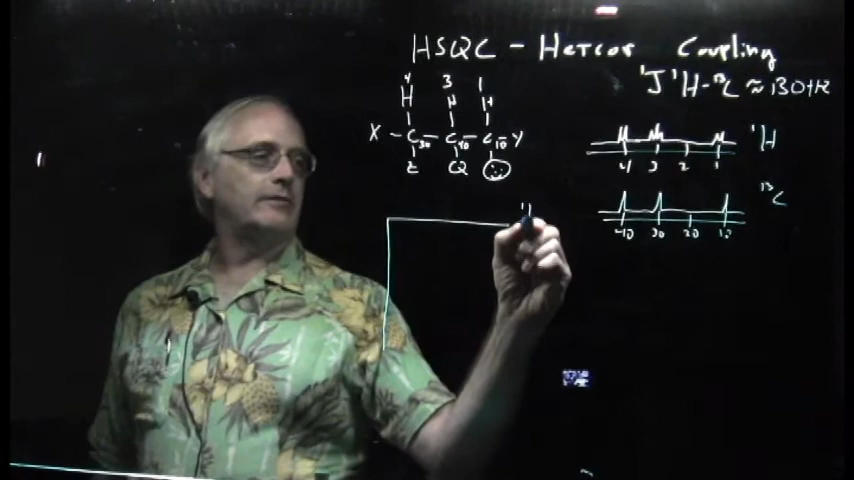 HSQC - Hetcor Coupling
¹J ¹H-¹³C ≈ 130Hz
4 3 1
H H H
X - C30 - C40 - C10 - Y
Z CQ
¹H
4 3 2 1
¹³C
40 30 20 10